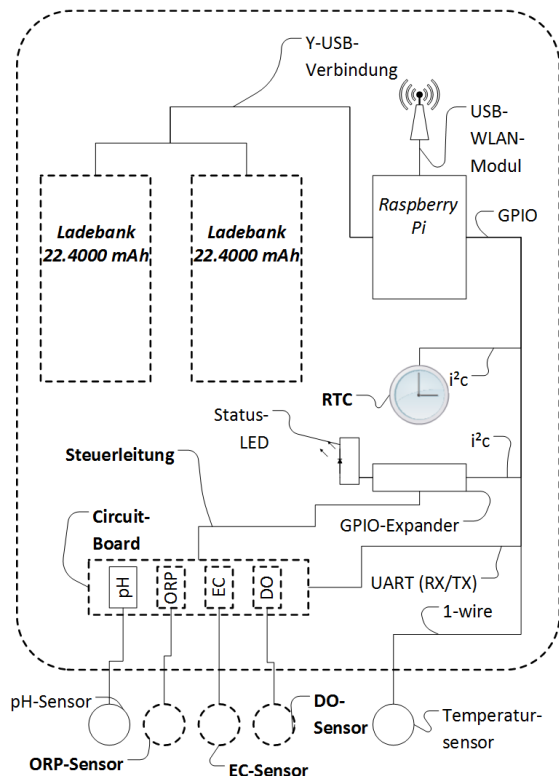 Y-USB-
Verbindung
USB-
WLAN-
Modul
Ladebank
22.4000 mAh
Ladebank
22.4000 mAh
Raspberry
Pi
GPIO
RTC
i²c
Status-
LED
i²c
Steuerleitung
GPIO-Expander
Circuit-
Board
pH
ORP
EC
DO
UART (RX/TX)
1-wire
pH-Sensor
ORP-Sensor
EC-Sensor
DO-
Sensor
Temperatur-
sensor